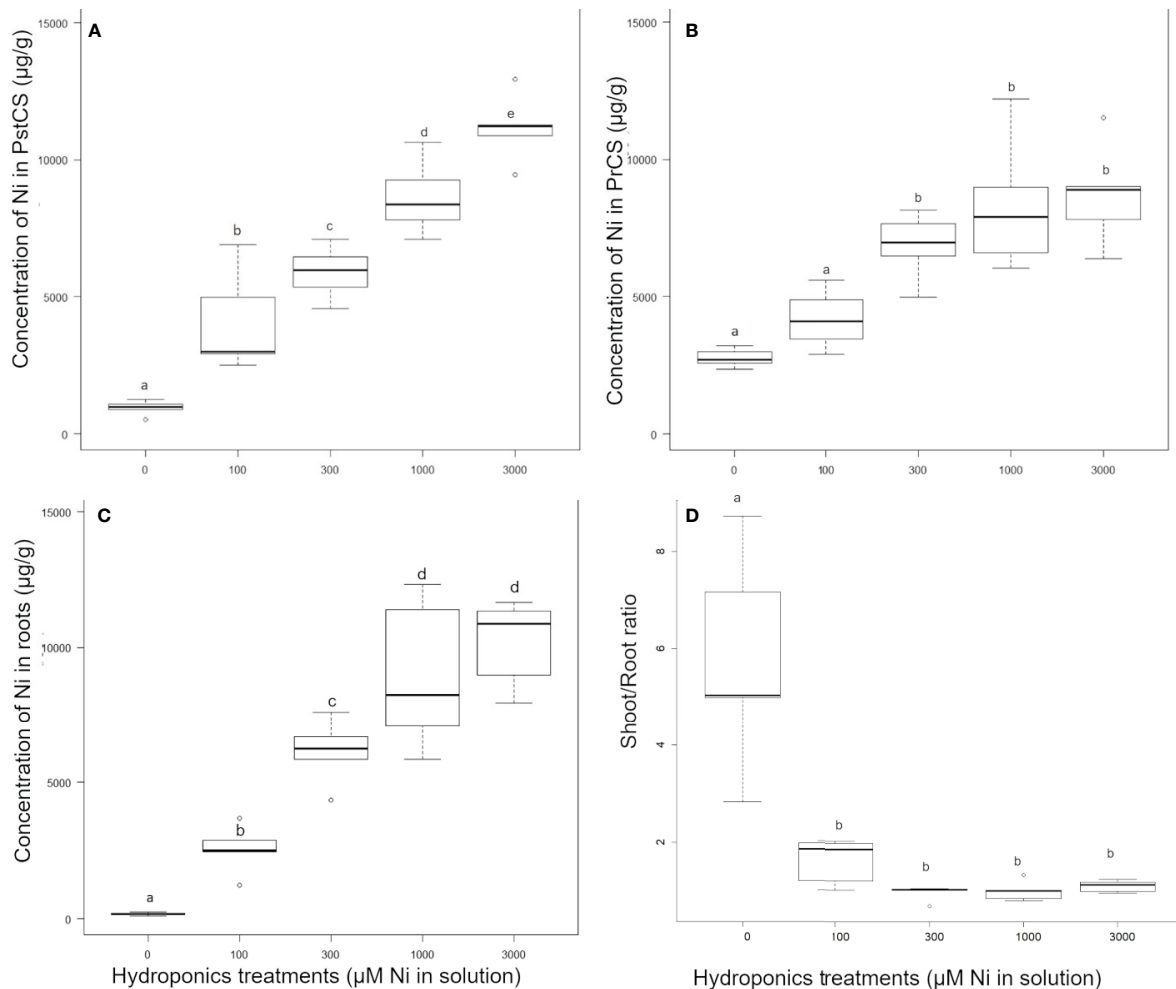 A
Concentration of Ni in PstCS (µg/g)
15000
10000
5000
0
a
b
c
d
e
0 100 300 1000 3000
B
Concentration of Ni in PrCS (µg/g)
15000
10000
5000
0
a
a
b
b
b
0 100 300 1000 3000
C
Concentration of Ni in roots (µg/g)
15000
10000
5000
0
a
b
c
d
d
0 100 300 1000 3000
Hydroponics treatments (µM Ni in solution)
D
Shoot/Root ratio
8
6
4
2
a
b
b
b
b
0 100 300 1000 3000
Hydroponics treatments (µM Ni in solution)